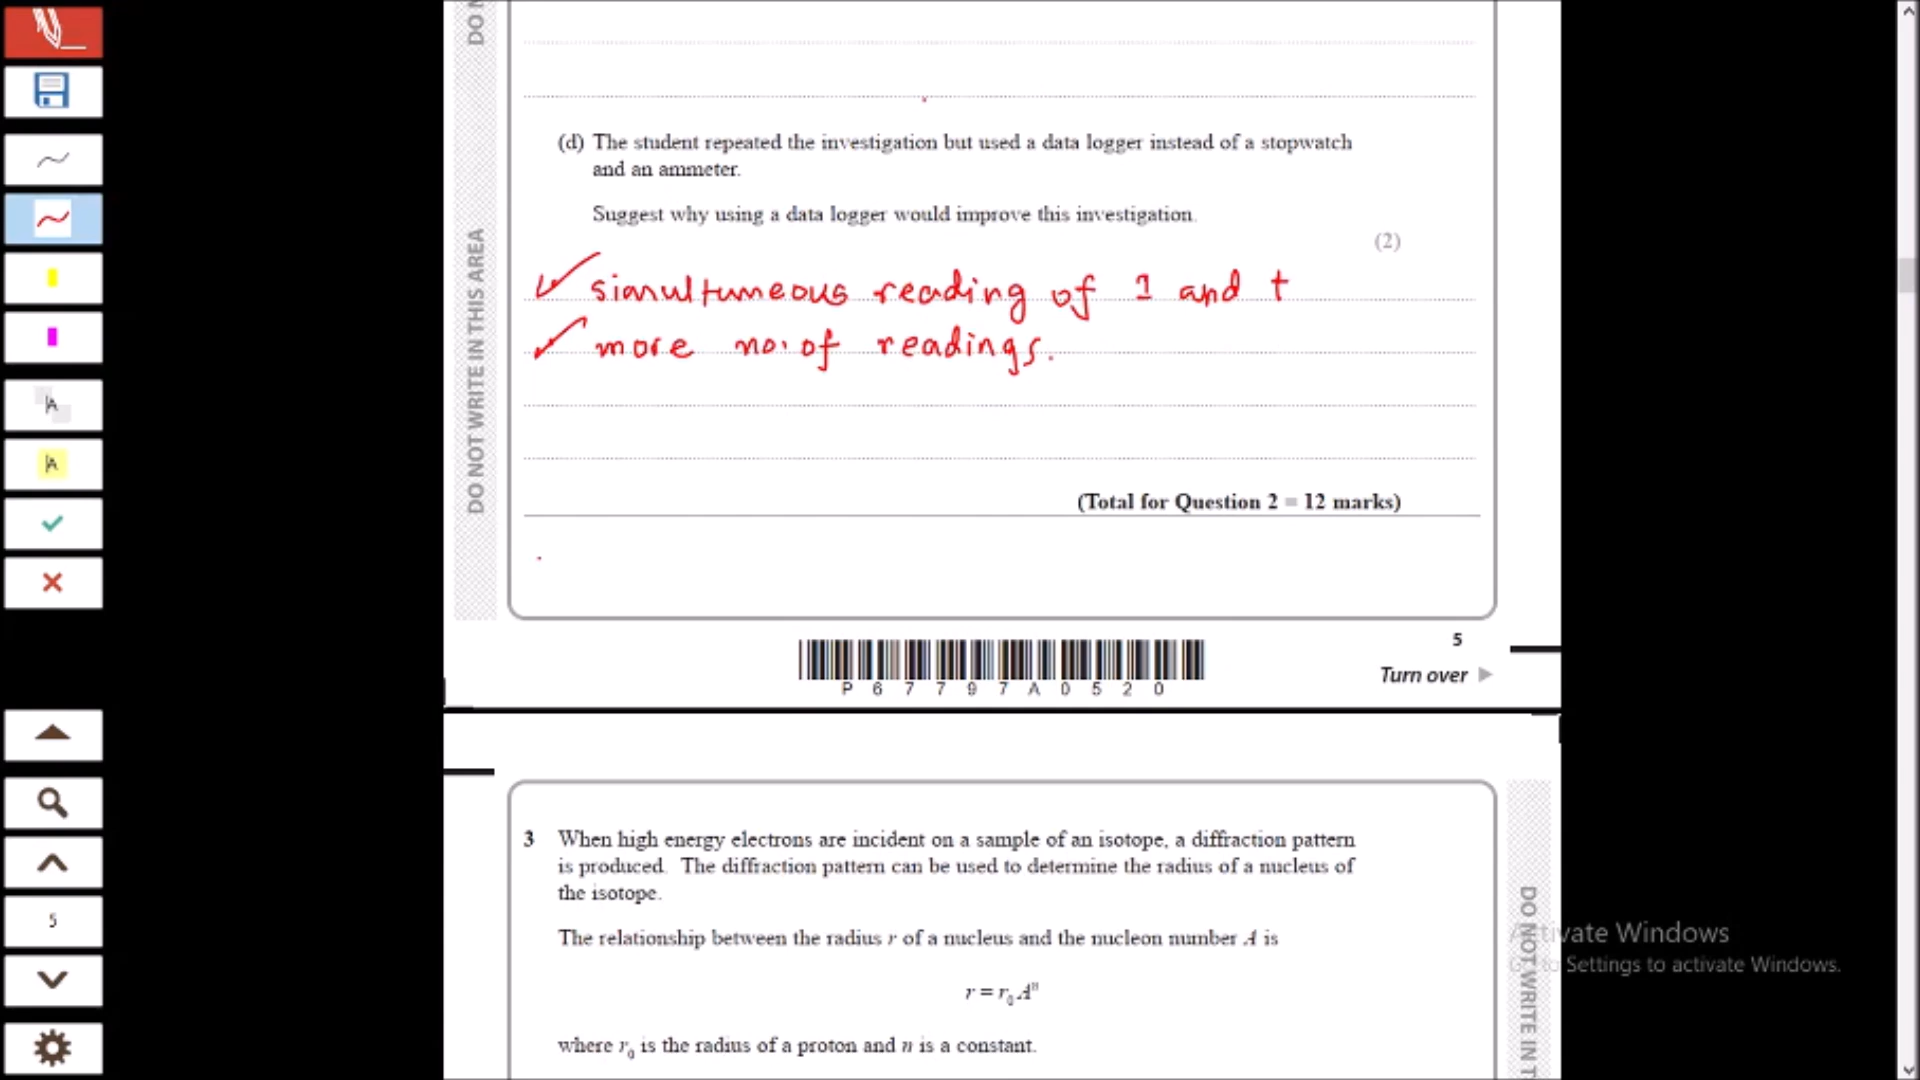 DO N
(d) The student repeated the investigation but used a data logger instead of a stopwatch
and an ammeter.
Suggest why using a data logger would improve this investigation.
(2)
DO NOT WRITE IN THIS AREA
simultaneous reading of I and t
more no. of readings.
(Total for Question 2 = 12 marks)
5
P 6 7 7 9 7 A 0 5 2 0
Turn over
3 When high energy electrons are incident on a sample of an isotope, a diffraction pattern
is produced. The diffraction pattern can be used to determine the radius of a nucleus of
the isotope.
The relationship between the radius r of a nucleus and the nucleon number A is
r = r₀Aⁿ
where r₀ is the radius of a proton and n is a constant.
DO NOT WRITE IN T
Activate Windows
Go to Settings to activate Windows.
A
A
5